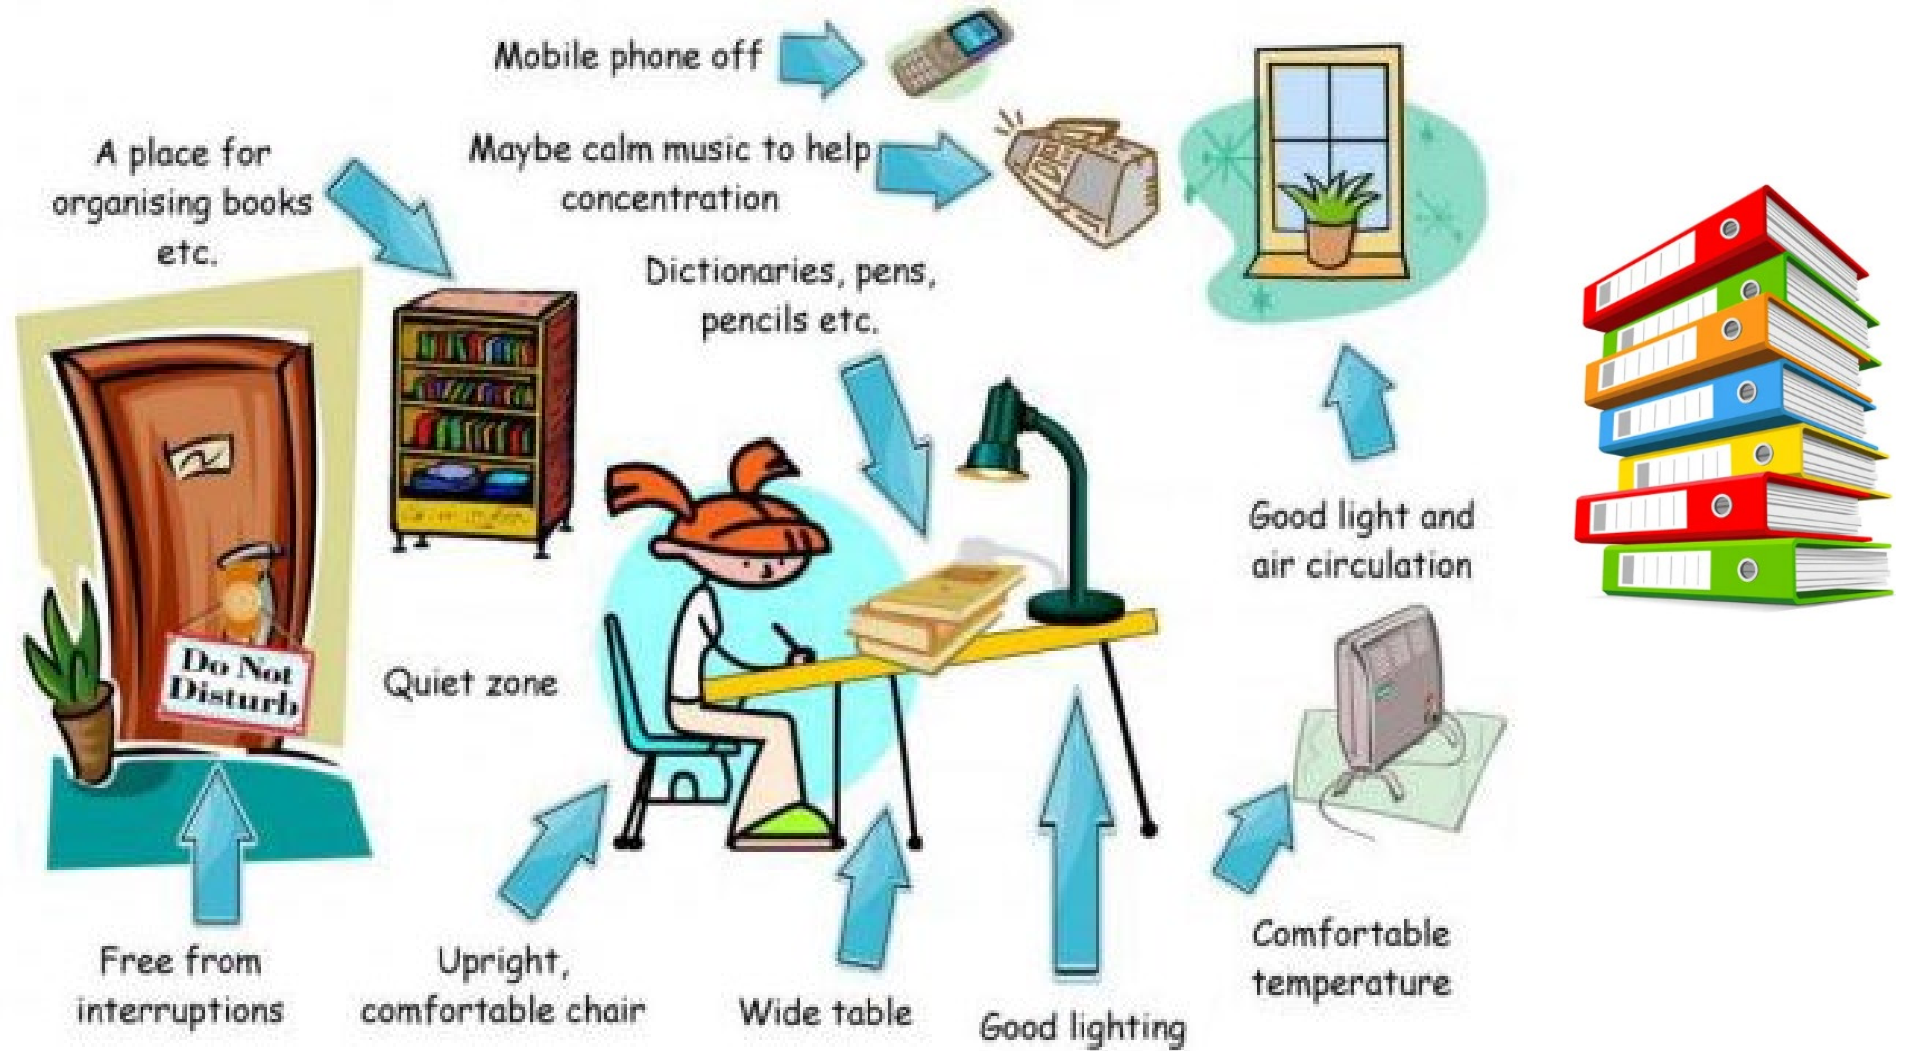 Mobile phone off
Maybe calm music to help
concentration
A place for
organising books
etc.
Dictionaries, pens,
pencils etc.
Good light and
air circulation
Do Not
Disturb
Quiet zone
Free from
interruptions
Upright,
comfortable chair
Wide table
Good lighting
Comfortable
temperature